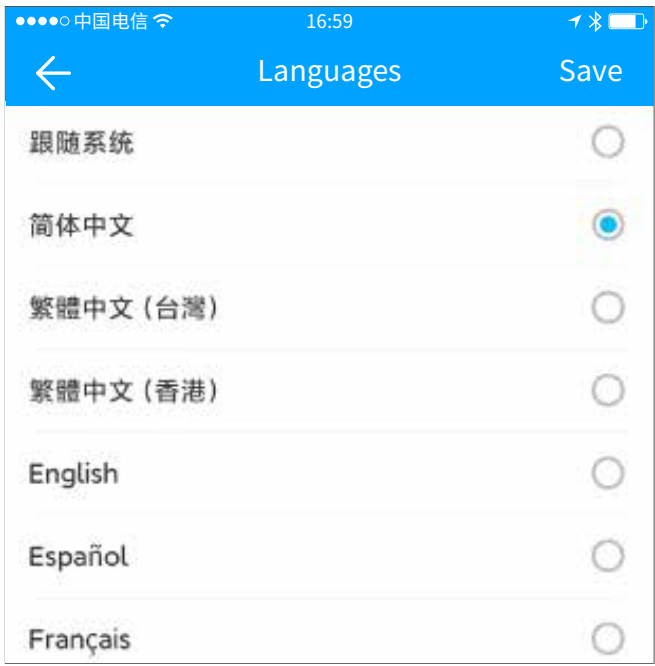 中国电信 16:59
Languages Save
跟随系统
简体中文
繁體中文 (台灣)
繁體中文 (香港)
English
Español
Français